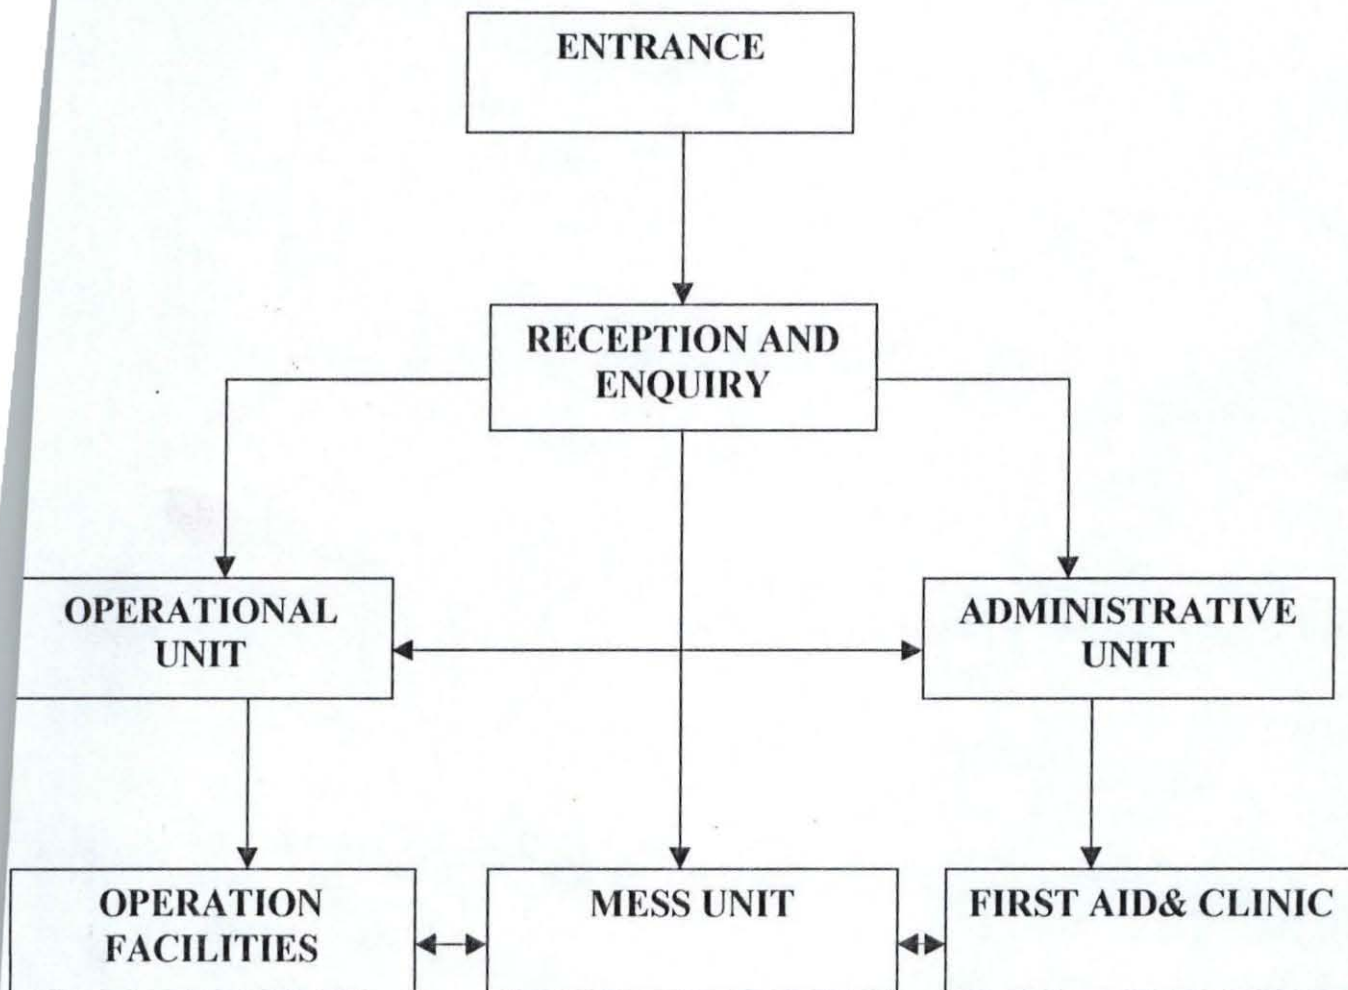 ENTRANCE
RECEPTION AND
ENQUIRY
OPERATIONAL
UNIT
ADMINISTRATIVE
UNIT
OPERATION
FACILITIES
MESS UNIT
FIRST AID& CLINIC